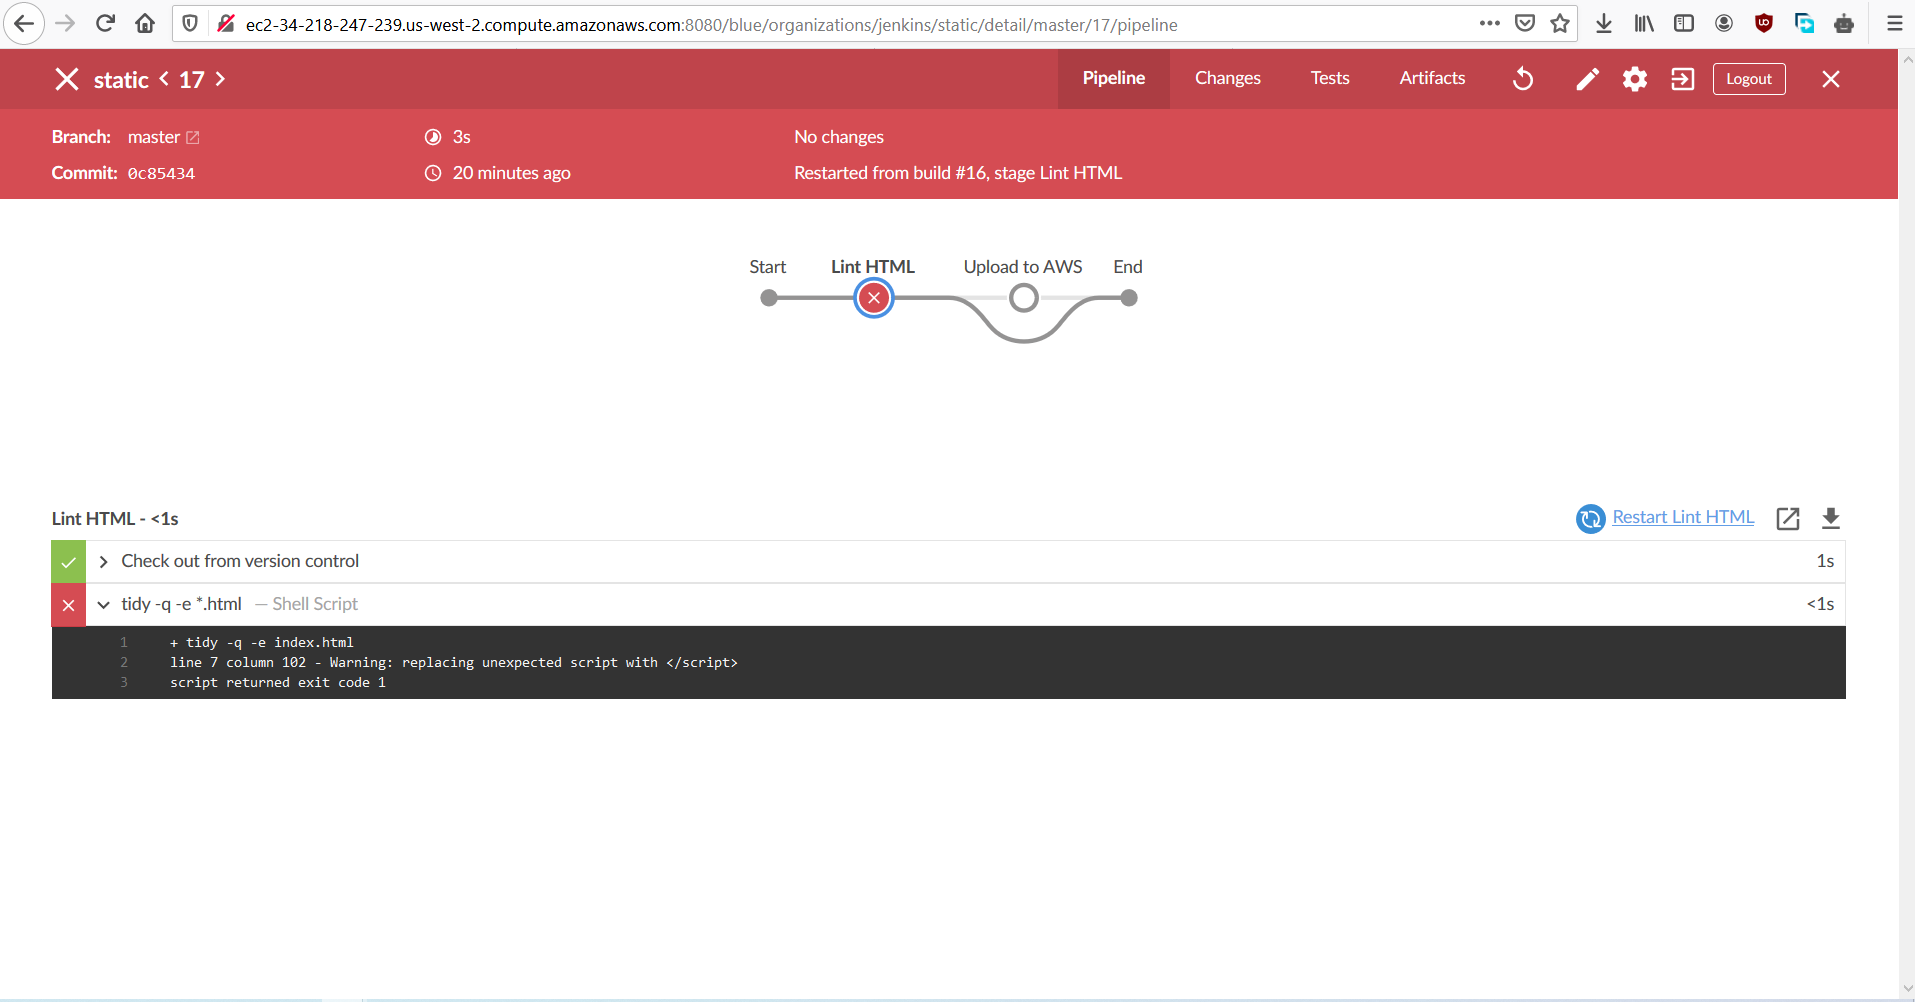 ec2-34-218-247-239.us-west-2.compute.amazonaws.com:8080/blue/organizations/jenkins/static/detail/master/17/pipeline
static < 17 >
Pipeline Changes Tests Artifacts Logout
Branch: master 3s No changes
Commit: 0c85434 20 minutes ago Restarted from build #16, stage Lint HTML
Start Lint HTML Upload to AWS End
Lint HTML - <1s Restart Lint HTML
Check out from version control 1s
tidy -q -e *.html — Shell Script <1s
1 + tidy -q -e index.html
2 line 7 column 102 - Warning: replacing unexpected script with </script>
3 script returned exit code 1